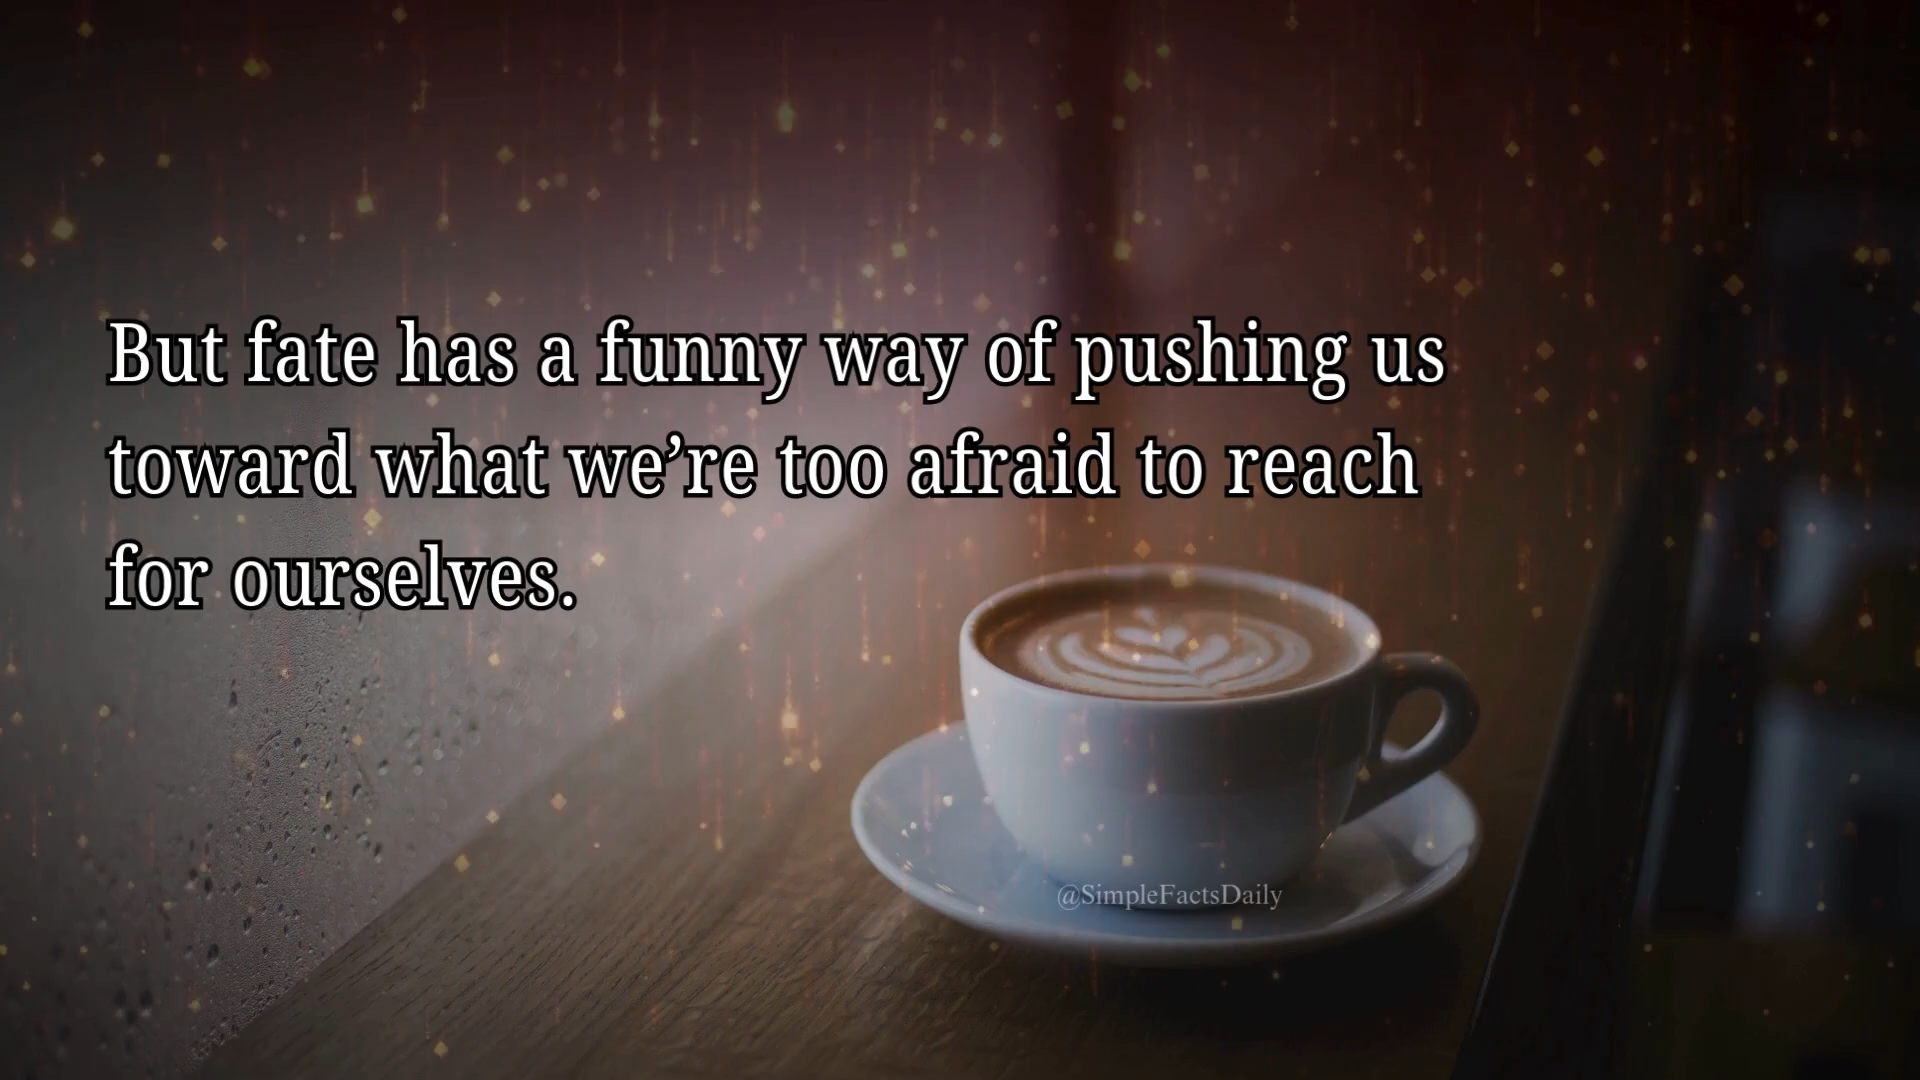 But fate has a funny way of pushing us
toward what we’re too afraid to reach
for ourselves.
@SimpleFactsDaily